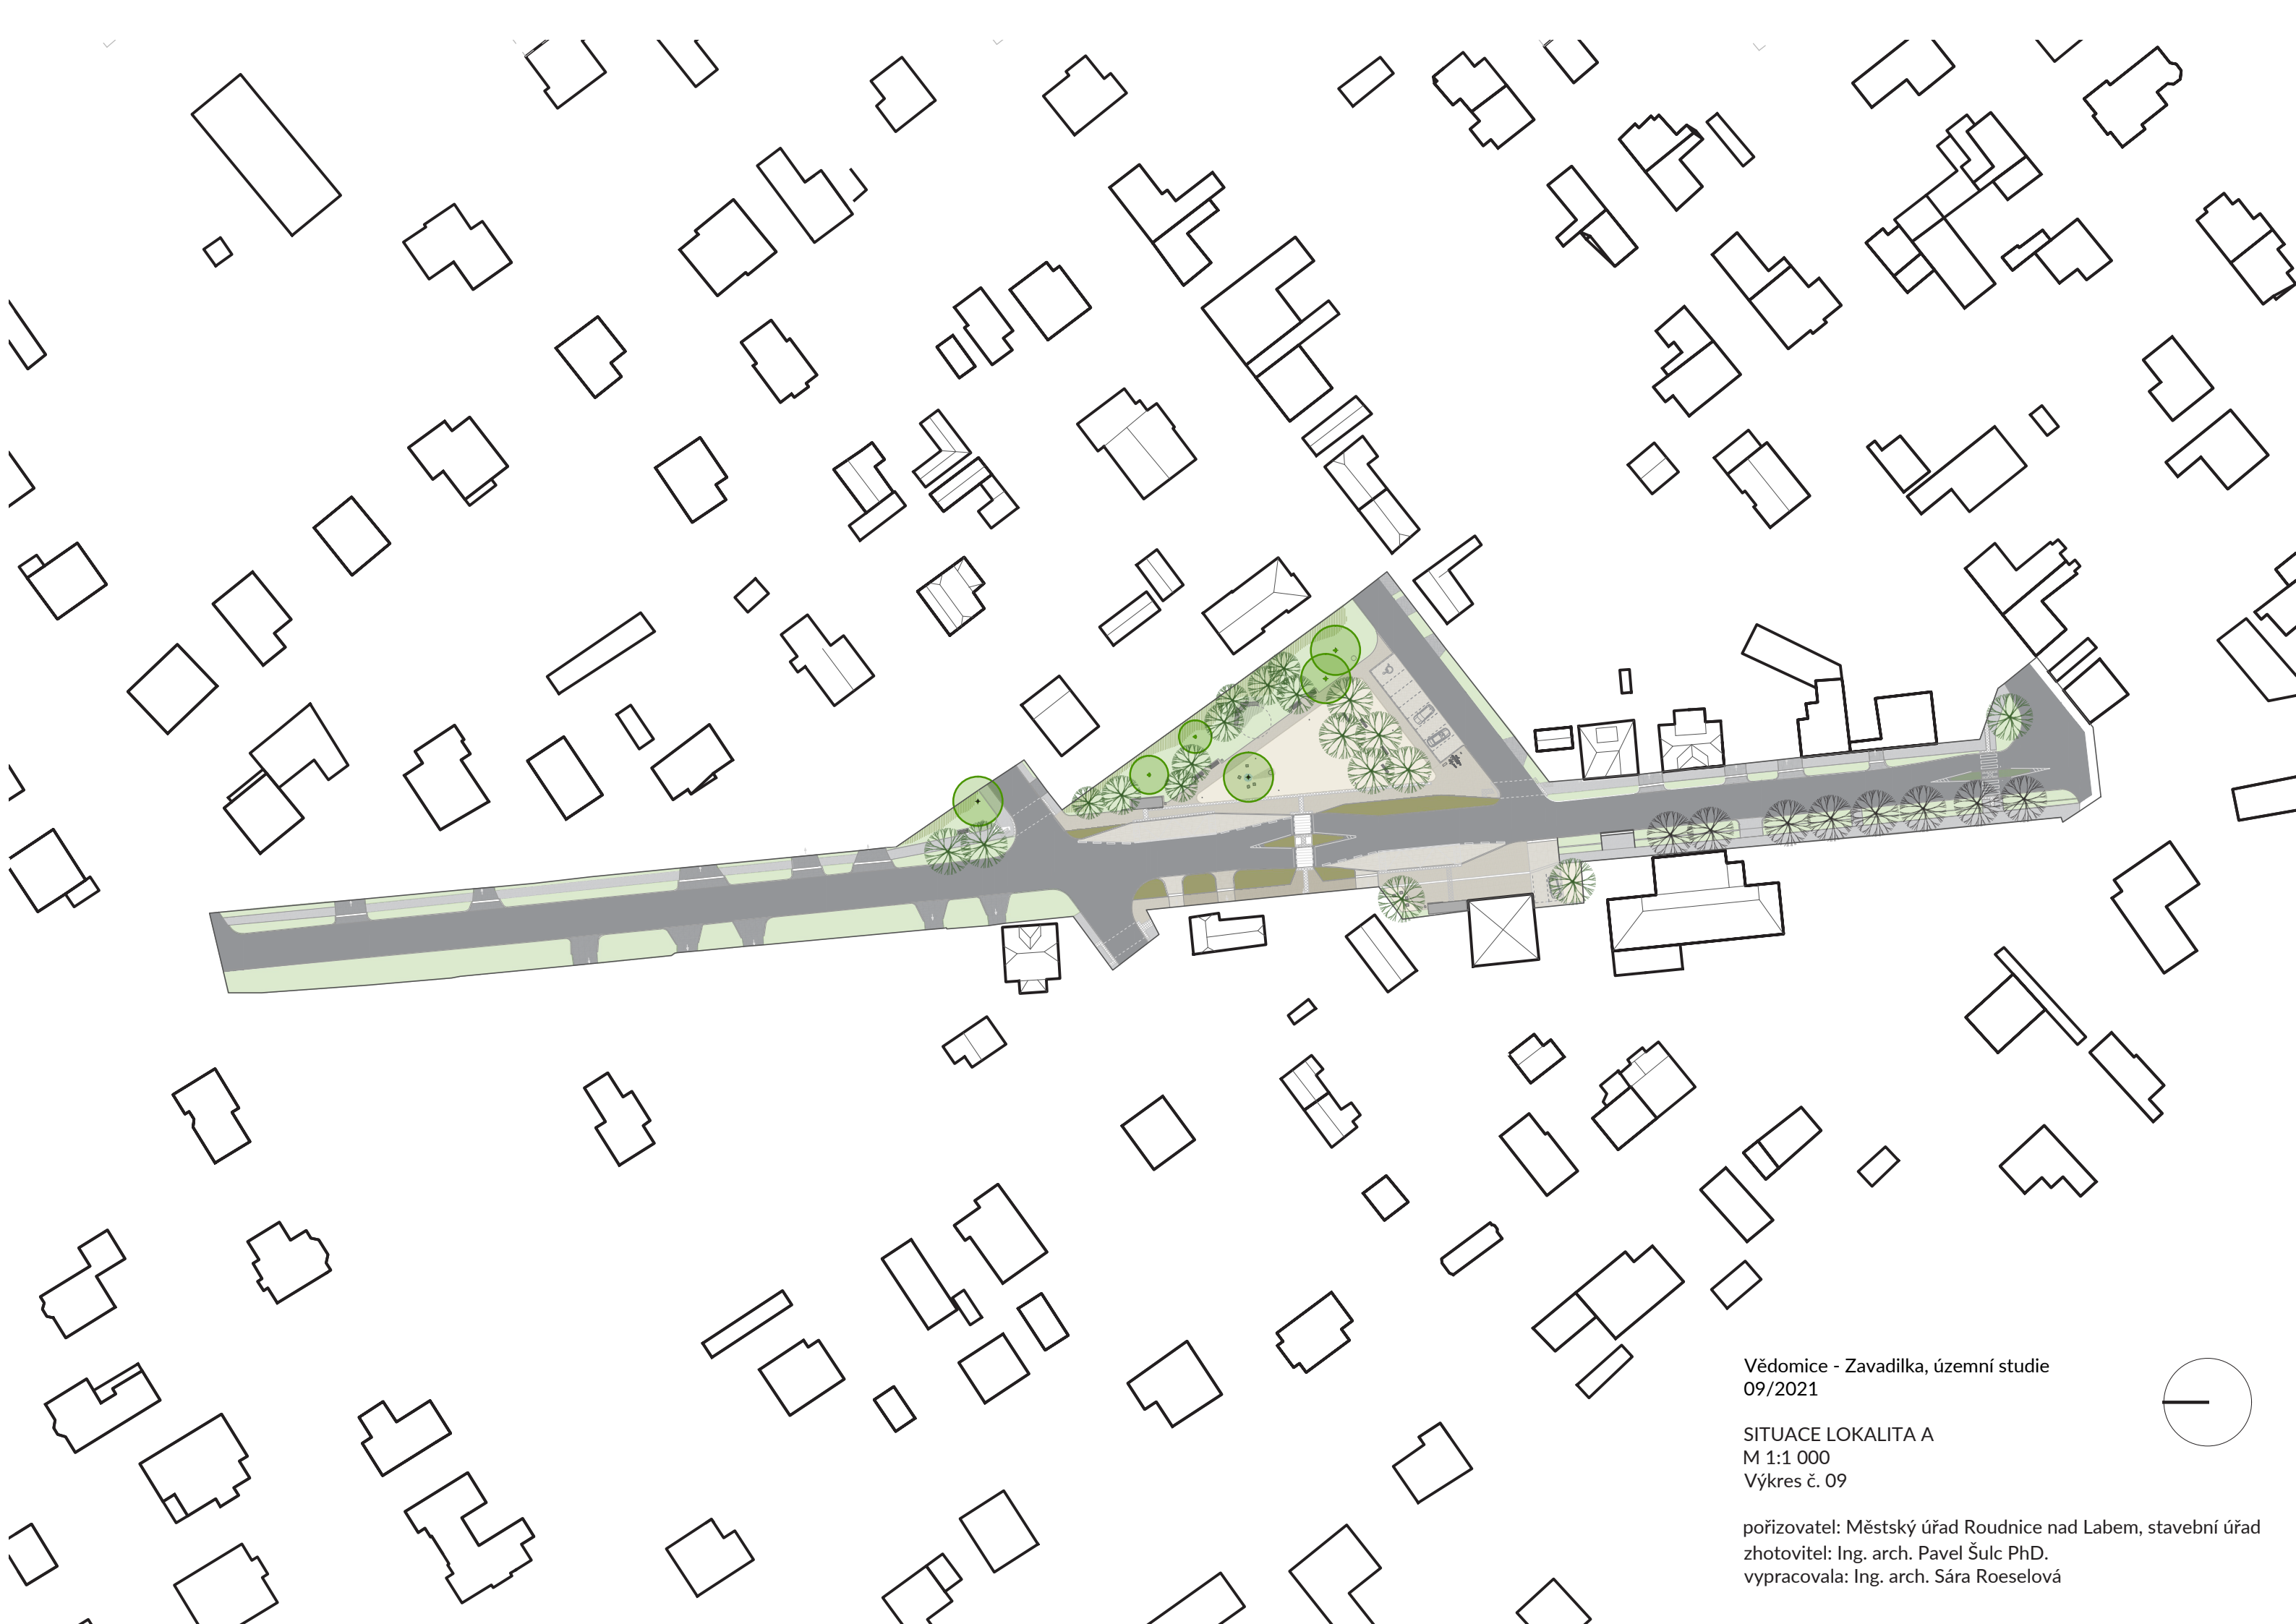 Vědomice - Zavadilka, územní studie
09/2021
SITUACE LOKALITA A
M 1:1 000
Výkres č. 09
pořizovatel: Městský úřad Roudnice nad Labem, stavební úřad
zhotovitel: Ing. arch. Pavel Šulc PhD.
vypracovala: Ing. arch. Sára Roeselová